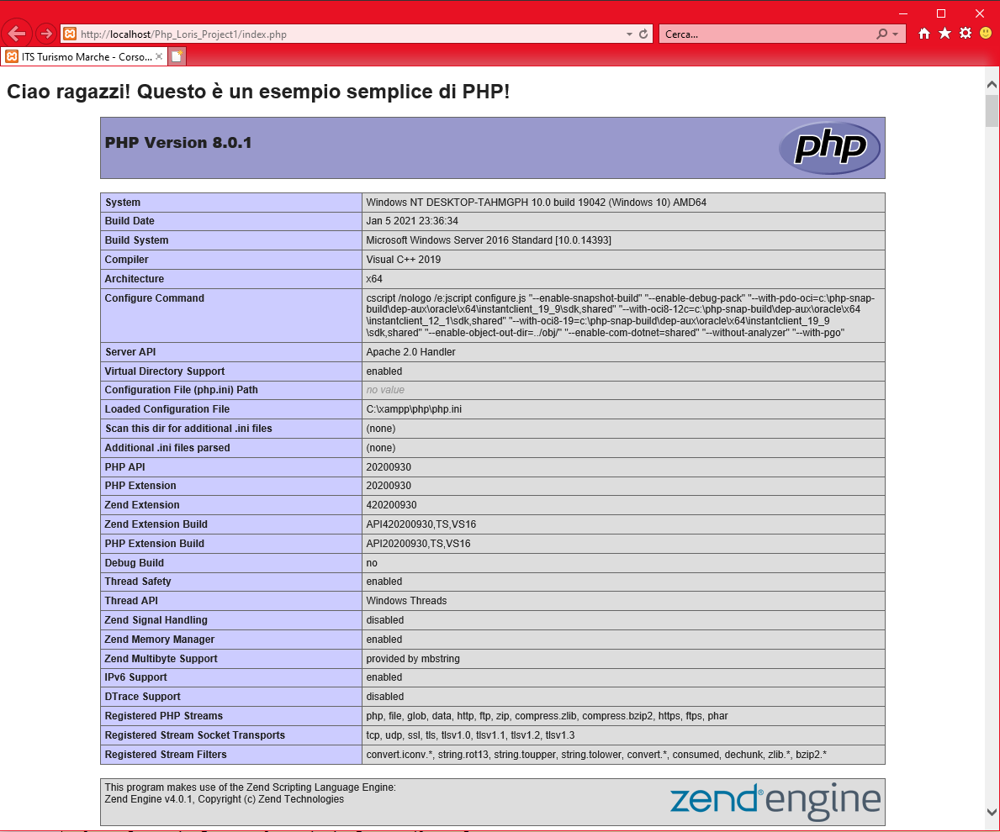 http://localhost/Php_Loris_Project1/index.php
Cerca...
ITS Turismo Marche - Corso...
Ciao ragazzi! Questo è un esempio semplice di PHP!
PHP Version 8.0.1
php
System Windows NT DESKTOP-TAHMGPH 10.0 build 19042 (Windows 10) AMD64
Build Date Jan 5 2021 23:36:34
Build System Microsoft Windows Server 2016 Standard [10.0.14393]
Compiler Visual C++ 2019
Architecture x64
Configure Command cscript /nologo /e:jscript configure.js "--enable-snapshot-build" "--enable-debug-pack" "--with-pdo-oci=c:\php-snap-
build\dep-aux\oracle\x64\instantclient_19_9\sdk,shared" "--with-oci8-12c=c:\php-snap-build\dep-aux\oracle\x64
\instantclient_12_1\sdk,shared" "--with-oci8-19=c:\php-snap-build\dep-aux\oracle\x64\instantclient_19_9
\sdk,shared" "--enable-object-out-dir=../obj/" "--enable-com-dotnet=shared" "--without-analyzer" "--with-pgo"
Server API Apache 2.0 Handler
Virtual Directory Support enabled
Configuration File (php.ini) Path no value
Loaded Configuration File C:\xampp\php\php.ini
Scan this dir for additional .ini files (none)
Additional .ini files parsed (none)
PHP API 20200930
PHP Extension 20200930
Zend Extension 420200930
Zend Extension Build API420200930,TS,VS16
PHP Extension Build API20200930,TS,VS16
Debug Build no
Thread Safety enabled
Thread API Windows Threads
Zend Signal Handling disabled
Zend Memory Manager enabled
Zend Multibyte Support provided by mbstring
IPv6 Support enabled
DTrace Support disabled
Registered PHP Streams php, file, glob, data, http, ftp, zip, compress.zlib, compress.bzip2, https, ftps, phar
Registered Stream Socket Transports tcp, udp, ssl, tls, tlsv1.0, tlsv1.1, tlsv1.2, tlsv1.3
Registered Stream Filters convert.iconv.*, string.rot13, string.toupper, string.tolower, convert.*, consumed, dechunk, zlib.*, bzip2.*
This program makes use of the Zend Scripting Language Engine:
Zend Engine v4.0.1, Copyright (c) Zend Technologies
zend® engine